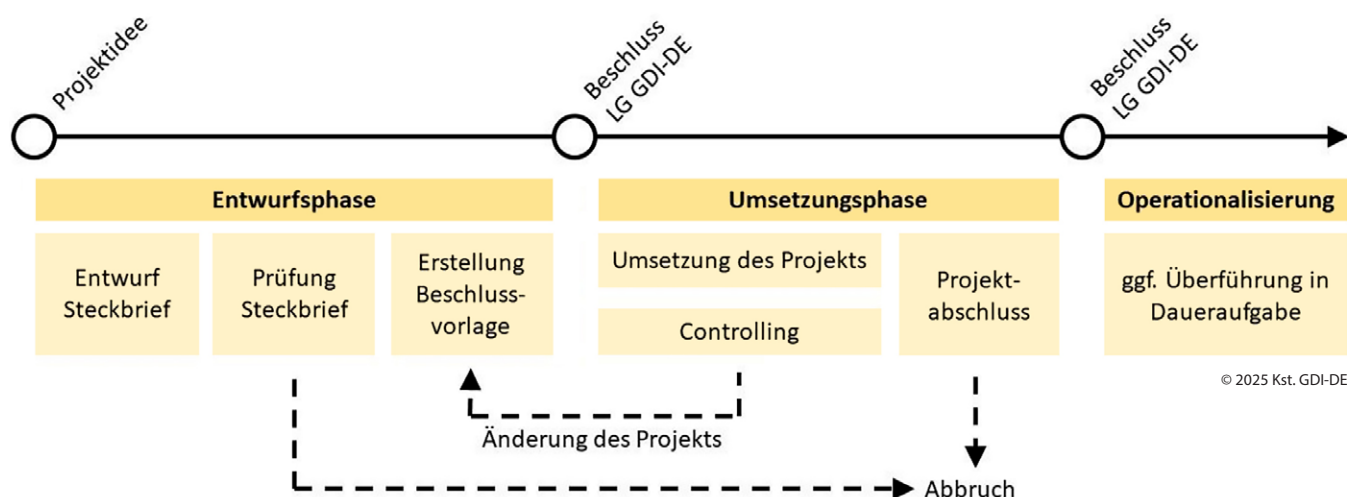 Projektidee
Beschluss
LG GDI-DE
Beschluss
LG GDI-DE
Entwurfsphase
Umsetzungsphase
Operationalisierung
Entwurf
Steckbrief
Prüfung
Steckbrief
Erstellung
Beschluss-
vorlage
Umsetzung des Projekts
Controlling
Projekt-
abschluss
ggf. Überführung in
Daueraufgabe
© 2025 Kst. GDI-DE
Änderung des Projekts
Abbruch